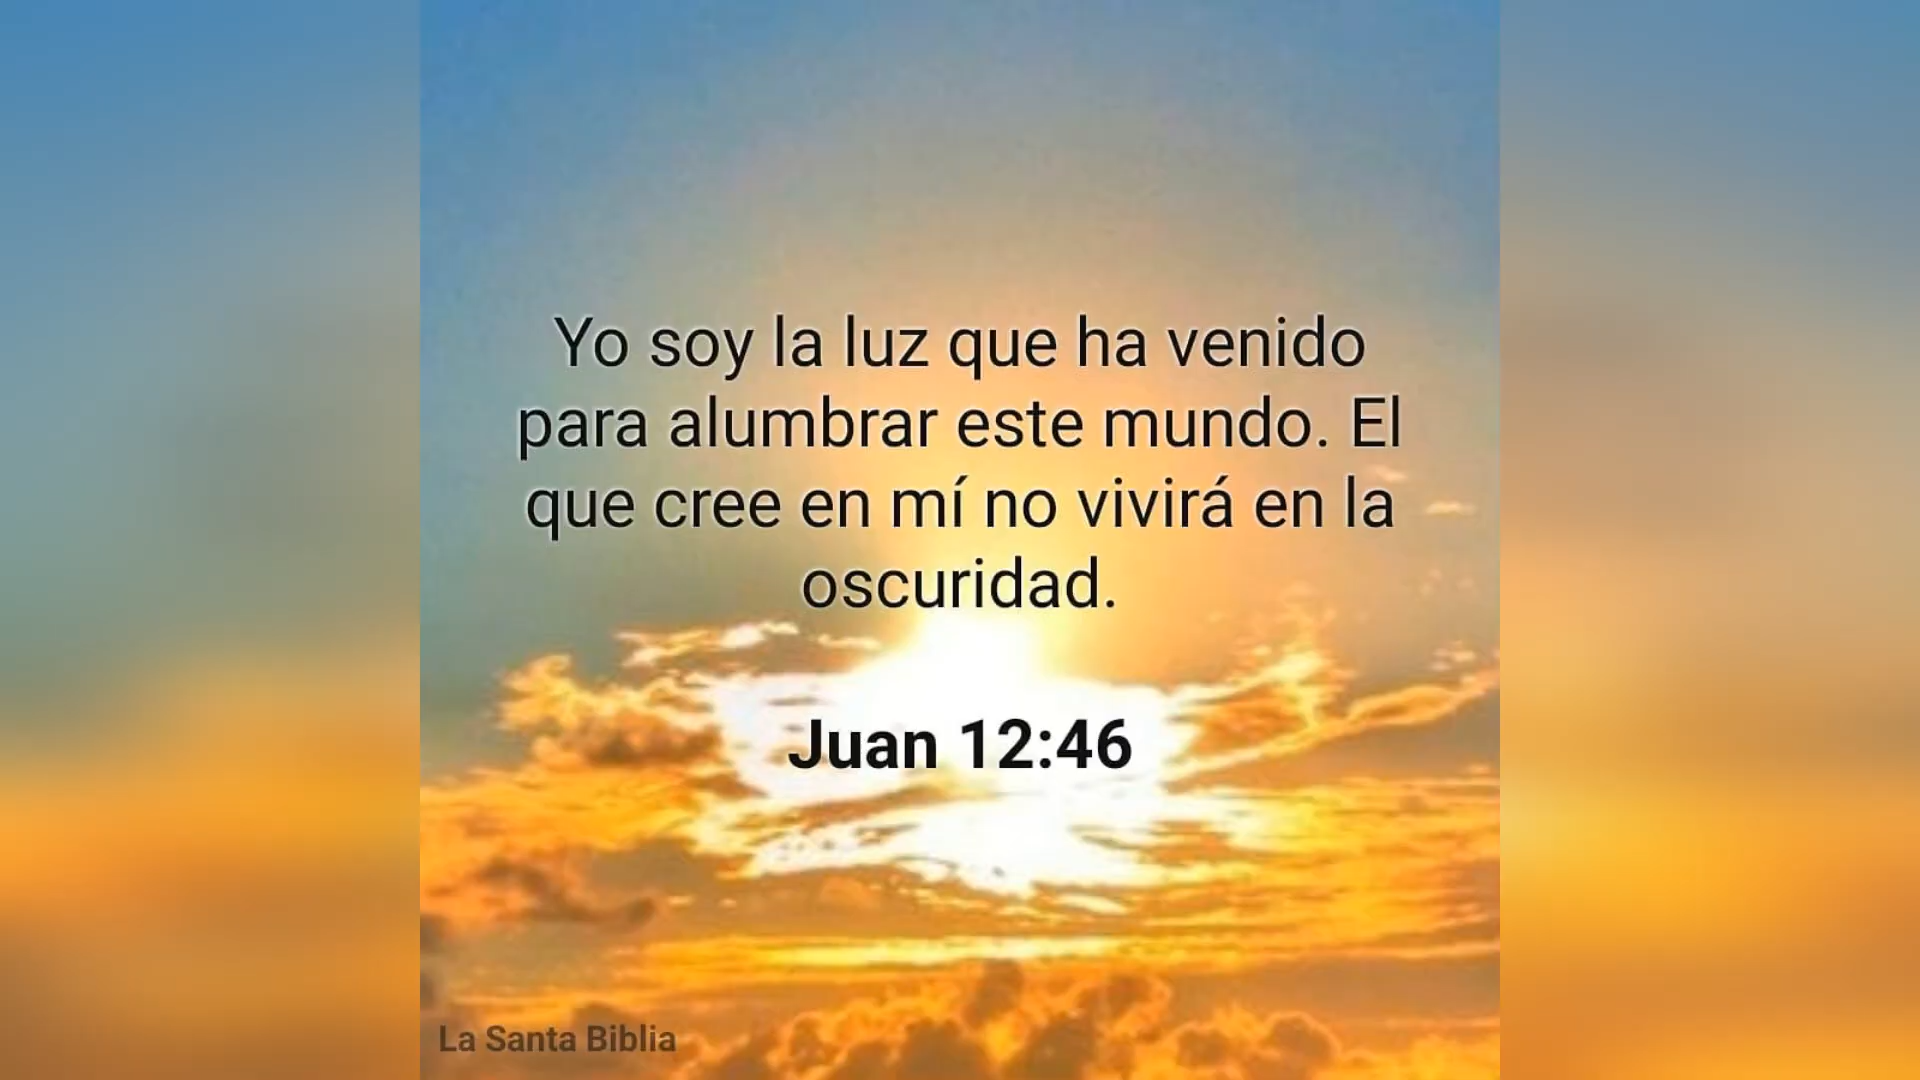 Yo soy la luz que ha venido
para alumbrar este mundo. El
que cree en mí no vivirá en la
oscuridad.
Juan 12:46
La Santa Biblia